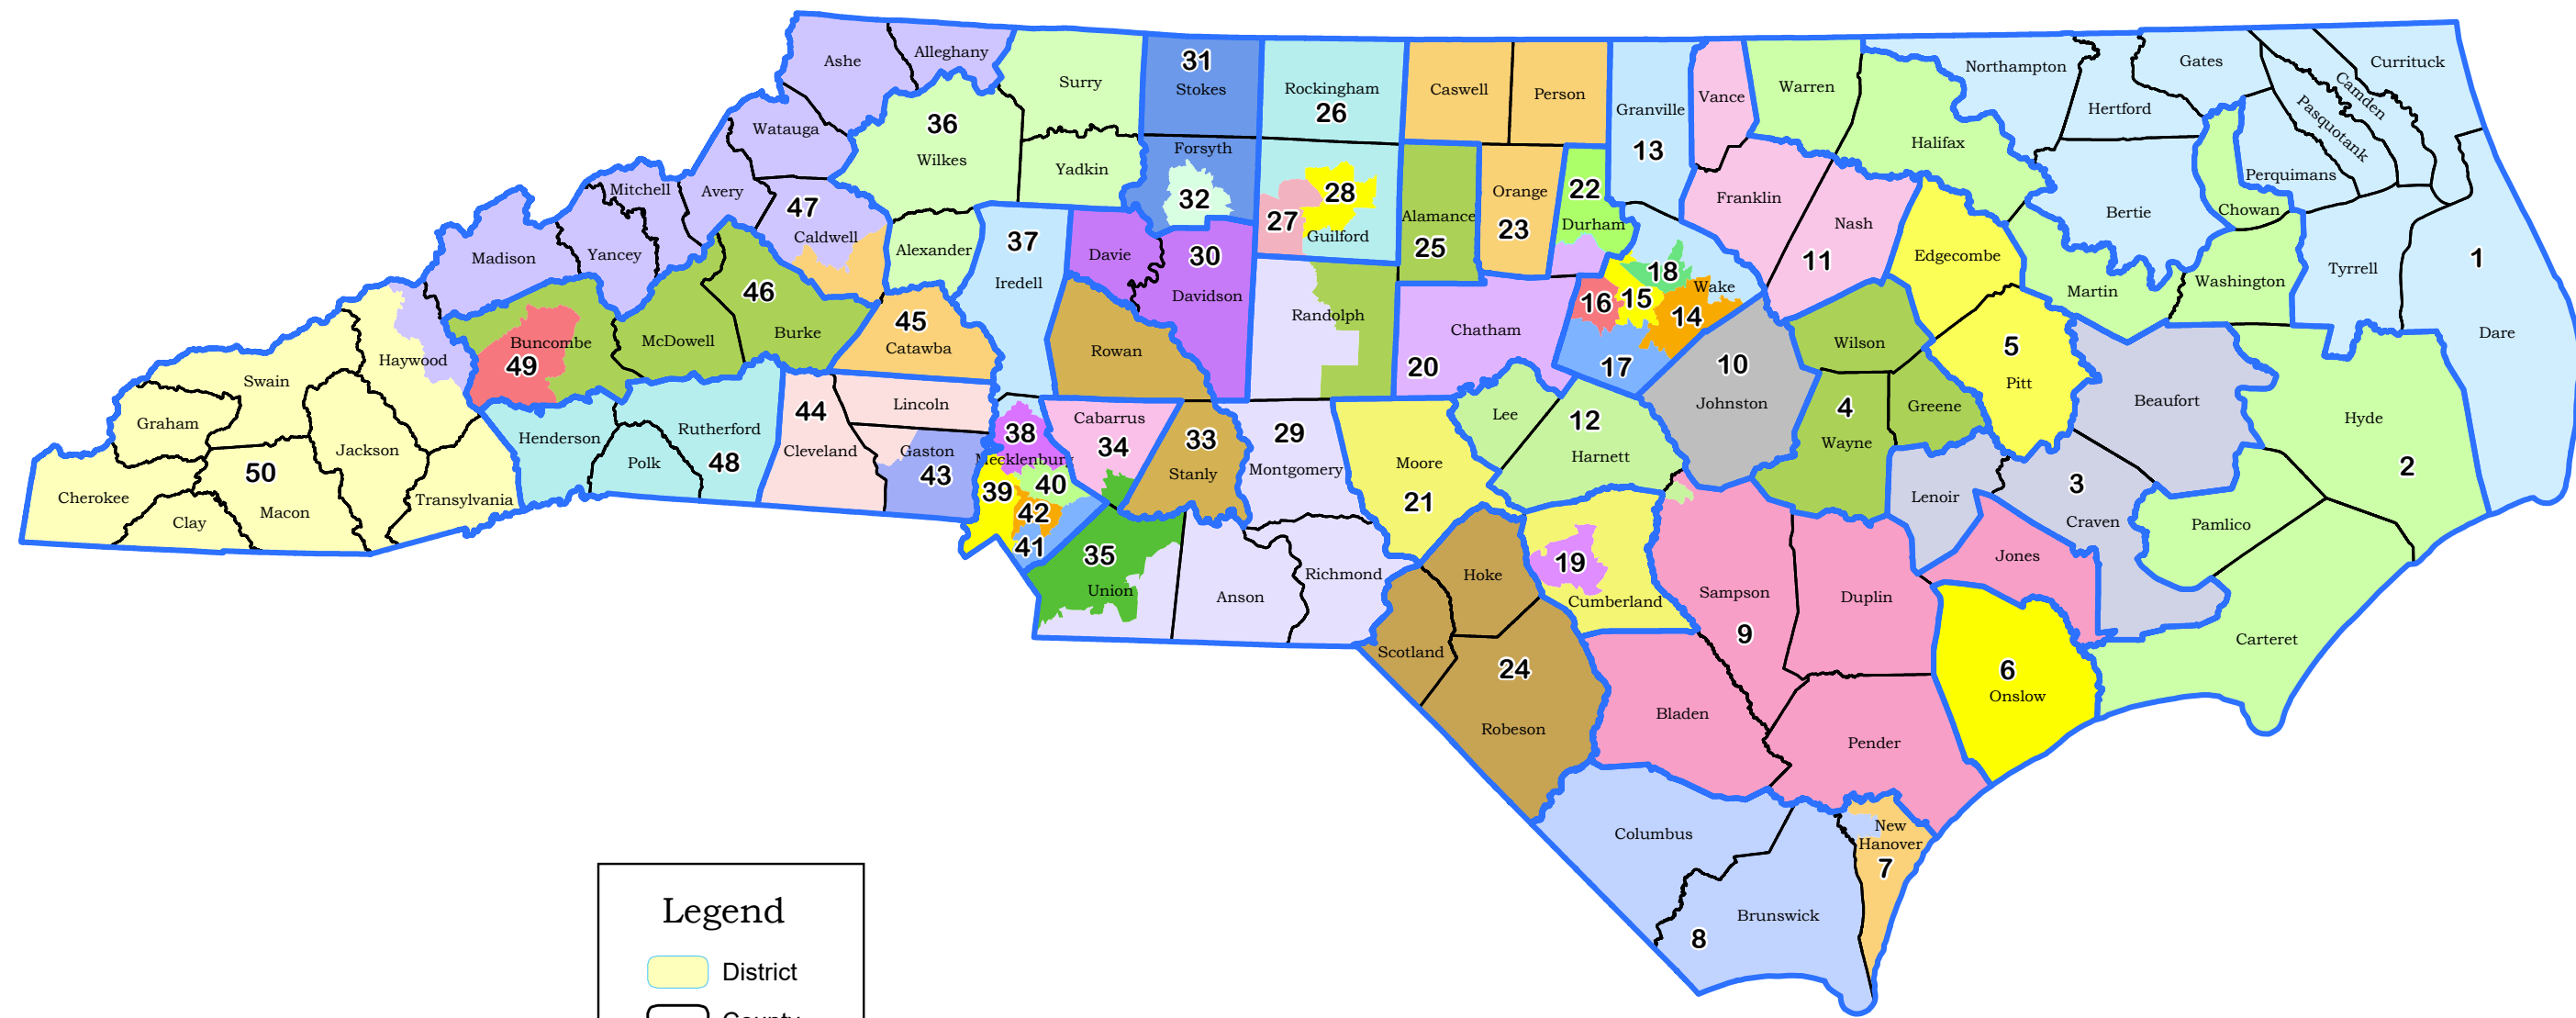 Ashe
Alleghany
Surry
31
Stokes
Rockingham
26
Caswell
Person
Granville
13
Vance
Warren
Northampton
Halifax
Hertford
Gates
Camden
Pasquotank
Currituck
Perquimans
Chowan
Bertie
Watauga
36
Wilkes
Yadkin
Forsyth
32
27
28
Guilford
Alamance
25
Orange
23
22
Durham
Franklin
Nash
11
Edgecombe
Martin
Washington
Tyrrell
1
Dare
Mitchell
Avery
47
Caldwell
Alexander
37
Iredell
Davie
30
Davidson
Randolph
Chatham
20
16
15
18
Wake
14
17
10
Johnston
Wilson
5
Pitt
Beaufort
Hyde
2
Madison
Yancey
46
Burke
McDowell
45
Catawba
Rowan
Buncombe
49
Haywood
Swain
Graham
Jackson
Cherokee
50
Clay
Macon
Transylvania
Henderson
Polk
Rutherford
48
44
Cleveland
Lincoln
Gaston
43
38
Mecklenburg
39
40
42
41
Cabarrus
34
33
Stanly
29
Montgomery
35
Union
Anson
Richmond
Moore
21
Lee
12
Harnett
4
Wayne
Greene
Lenoir
3
Craven
Pamlico
Jones
Carteret
Hoke
19
Cumberland
Sampson
9
Duplin
6
Onslow
Scotland
24
Robeson
Bladen
Pender
Columbus
New
Hanover
7
Brunswick
8
Legend
District
County